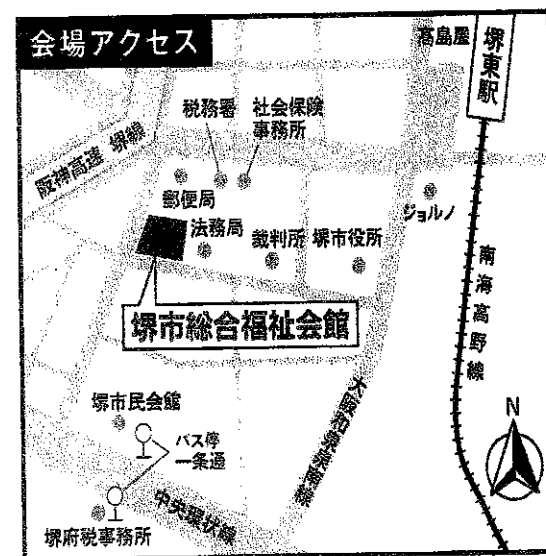 会場アクセス
髙島屋
堺東駅
税務署
社会保険
事務所
阪神高速 堺線
郵便局
法務局
裁判所
堺市役所
ジョルノ
南海高野線
堺市総合福祉会館
大阪和泉泉南線
堺市民会館
バス停
一条通
中央環状線
堺府税事務所
N